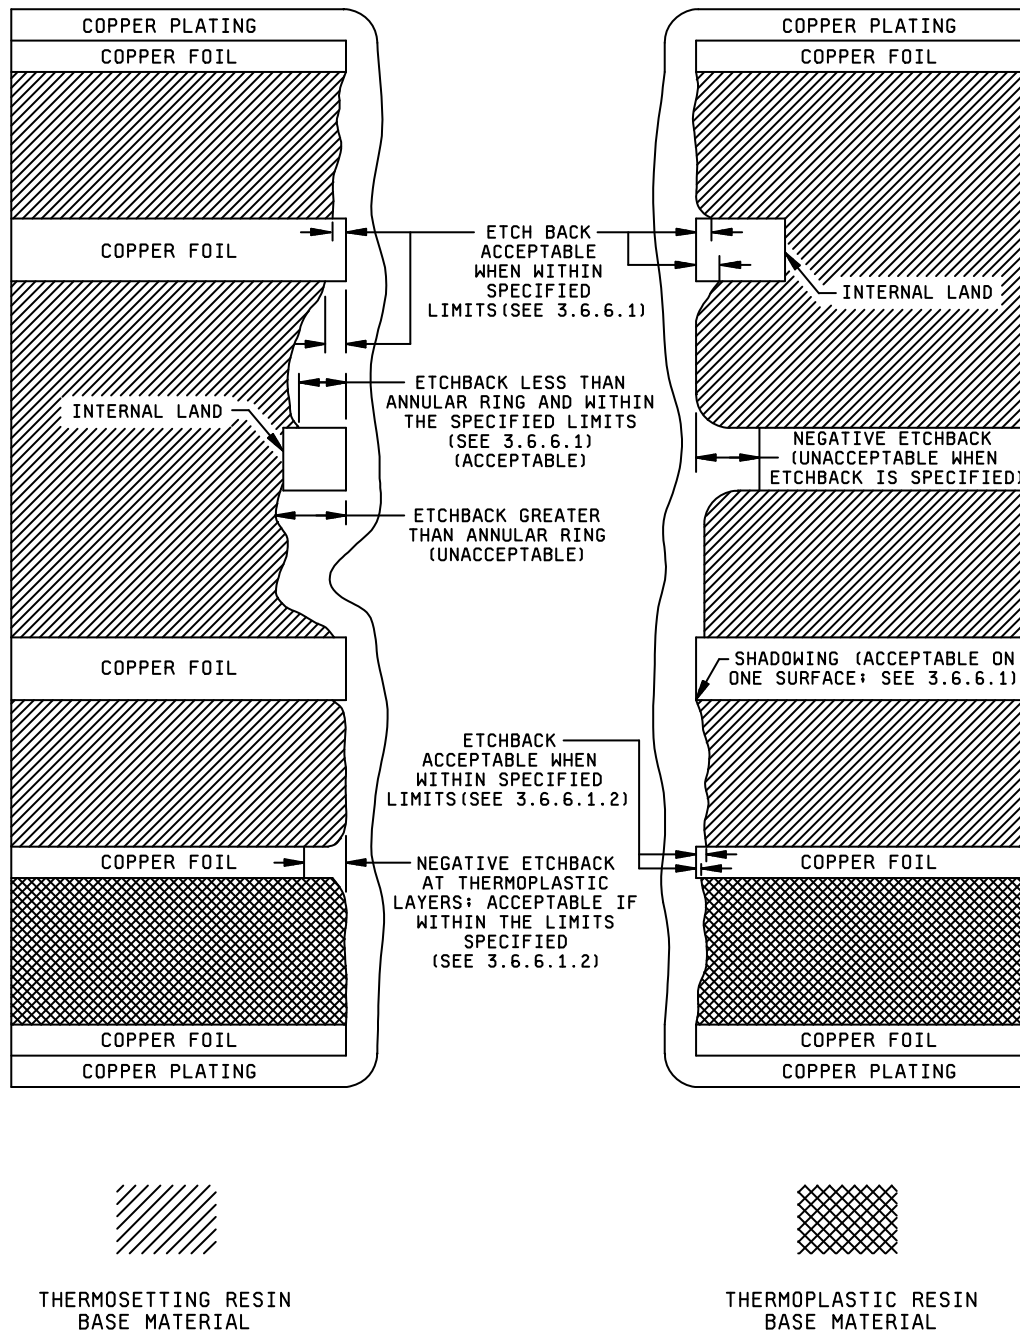 COPPER PLATING
COPPER FOIL
COPPER PLATING
COPPER FOIL
COPPER FOIL
ETCH BACK
ACCEPTABLE
WHEN WITHIN
SPECIFIED
LIMITS(SEE 3.6.6.1)
INTERNAL LAND
ETCHBACK LESS THAN
ANNULAR RING AND WITHIN
THE SPECIFIED LIMITS
(SEE 3.6.6.1)
(ACCEPTABLE)
INTERNAL LAND
NEGATIVE ETCHBACK
(UNACCEPTABLE WHEN
ETCHBACK IS SPECIFIED)
ETCHBACK GREATER
THAN ANNULAR RING
(UNACCEPTABLE)
COPPER FOIL
SHADOWING (ACCEPTABLE ON
ONE SURFACE; SEE 3.6.6.1)
ETCHBACK
ACCEPTABLE WHEN
WITHIN SPECIFIED
LIMITS(SEE 3.6.6.1.2)
COPPER FOIL
NEGATIVE ETCHBACK
AT THERMOPLASTIC
LAYERS; ACCEPTABLE IF
WITHIN THE LIMITS
SPECIFIED
(SEE 3.6.6.1.2)
COPPER FOIL
COPPER FOIL
COPPER PLATING
COPPER FOIL
COPPER PLATING
THERMOSETTING RESIN
BASE MATERIAL
THERMOPLASTIC RESIN
BASE MATERIAL